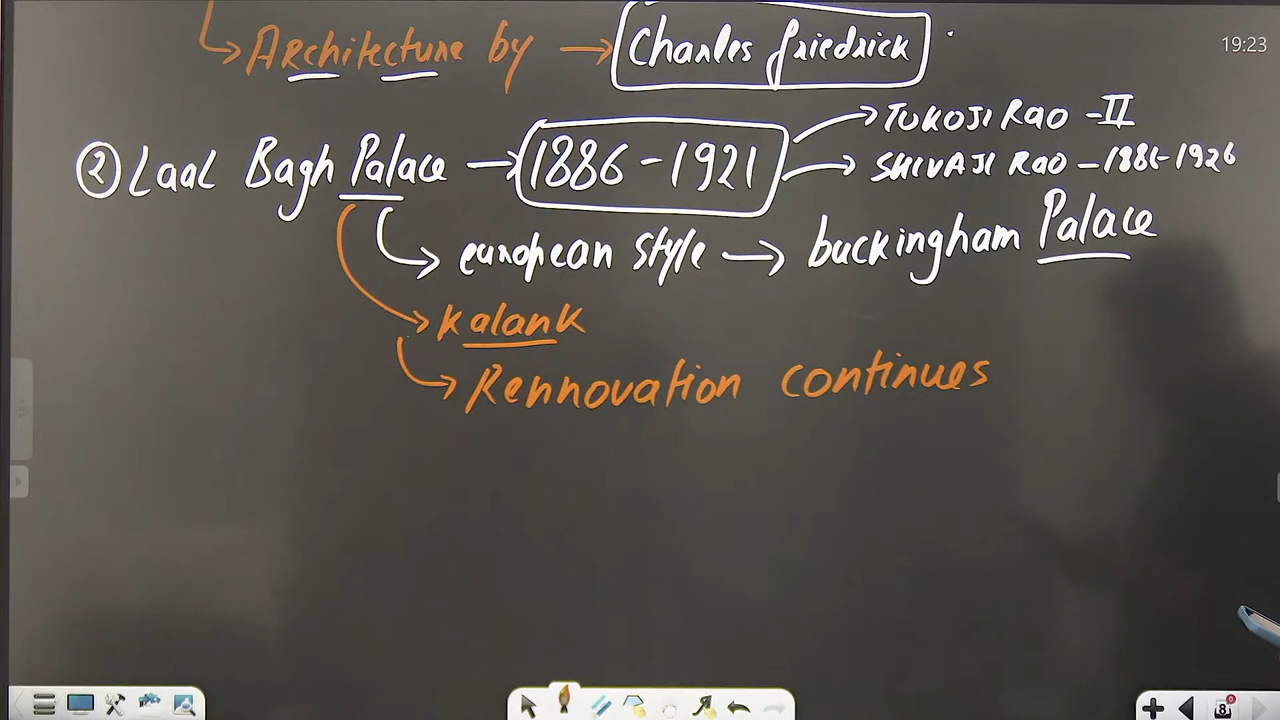 19:23
Architecture by → Charles friedrick
② Laal Bagh Palace → 1886-1921
→ TUKOJI RAO - II
→ SHIVAJI RAO - 1886-1926
→ european style → buckingham Palace
→ Kalank
→ Rennovation continues
8